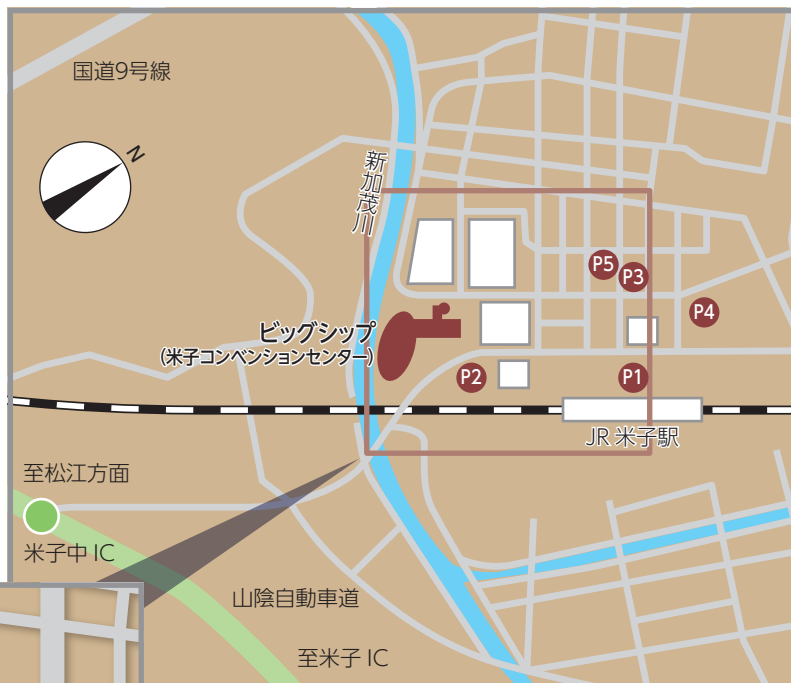 国道9号線
N
新加茂川
P5
P3
P4
ビッグシップ
(米子コンベンションセンター)
P2
P1
JR 米子駅
至松江方面
米子中 IC
山陰自動車道
至米子 IC